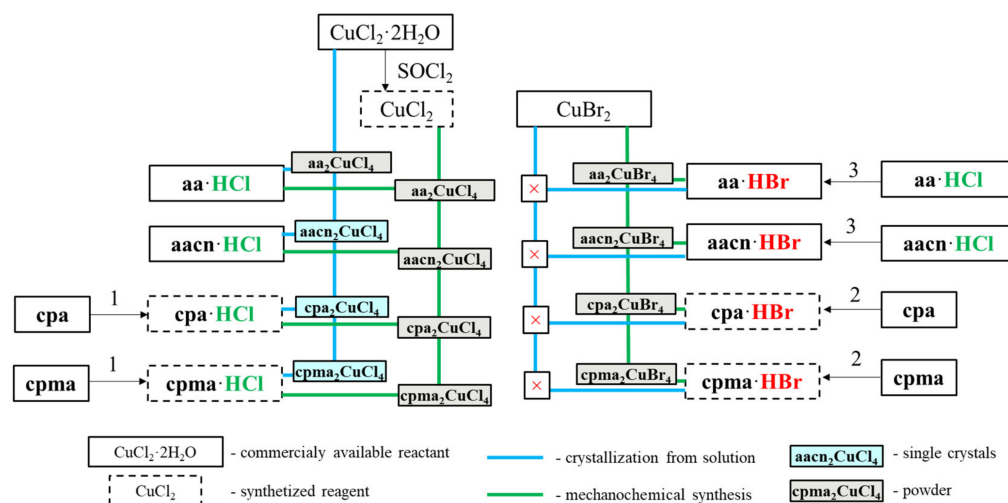 CuCl₂·2H₂O
SOCl₂
CuCl₂
CuBr₂
aa₂CuCl₄
aa·HCl
aa₂CuCl₄
aacn₂CuCl₄
aacn·HCl
aacn₂CuCl₄
cpa
1
cpa·HCl
cpa₂CuCl₄
cpa₂CuCl₄
cpma
1
cpma·HCl
cpma₂CuCl₄
cpma₂CuCl₄
aa₂CuBr₄
×
aa·HBr
3
aa·HCl
aacn₂CuBr₄
×
aacn·HBr
3
aacn·HCl
cpa₂CuBr₄
×
cpa·HBr
2
cpa
cpma₂CuBr₄
×
cpma·HBr
2
cpma
CuCl₂·2H₂O
- commercialy available reactant
- crystallization from solution
aacn₂CuCl₄
- single crystals
CuCl₂
- synthetized reagent
- mechanochemical synthesis
cpma₂CuCl₄
- powder